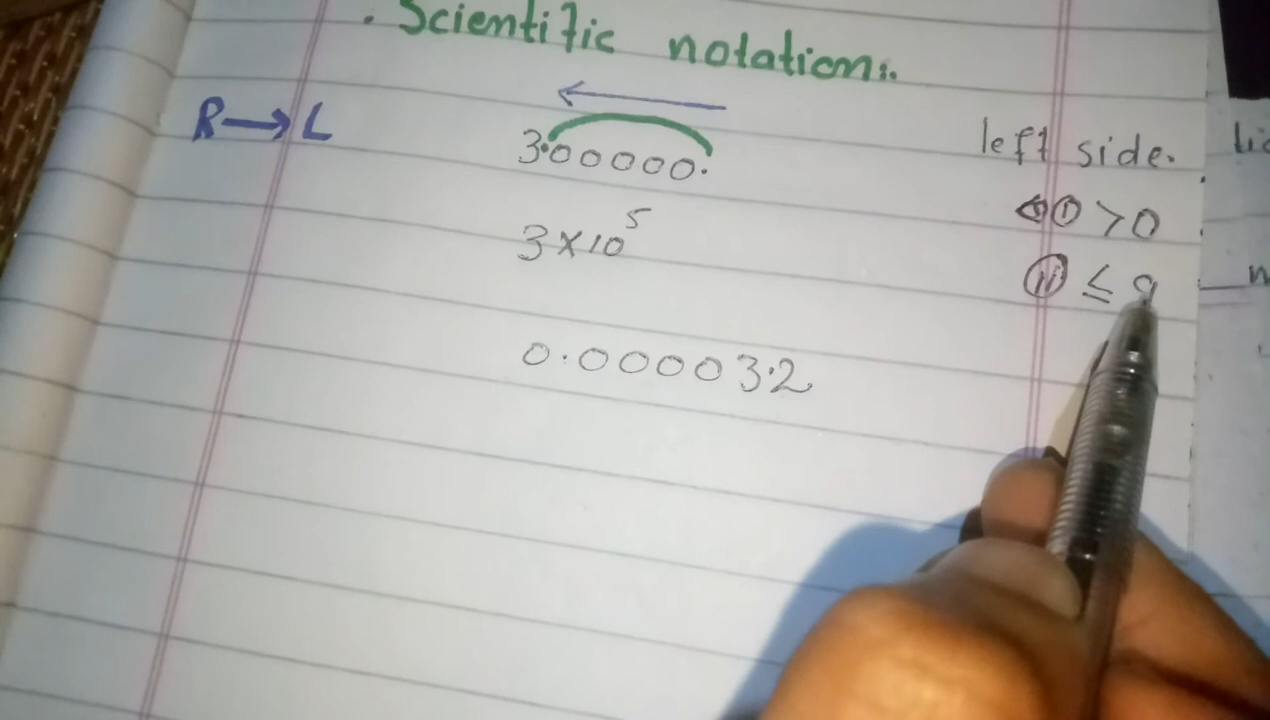 . Scientific notation:.
R → L
←
3.00000.
3 × 10⁵
0.000032
left side.
(i) > 0
(ii) ≤ 9